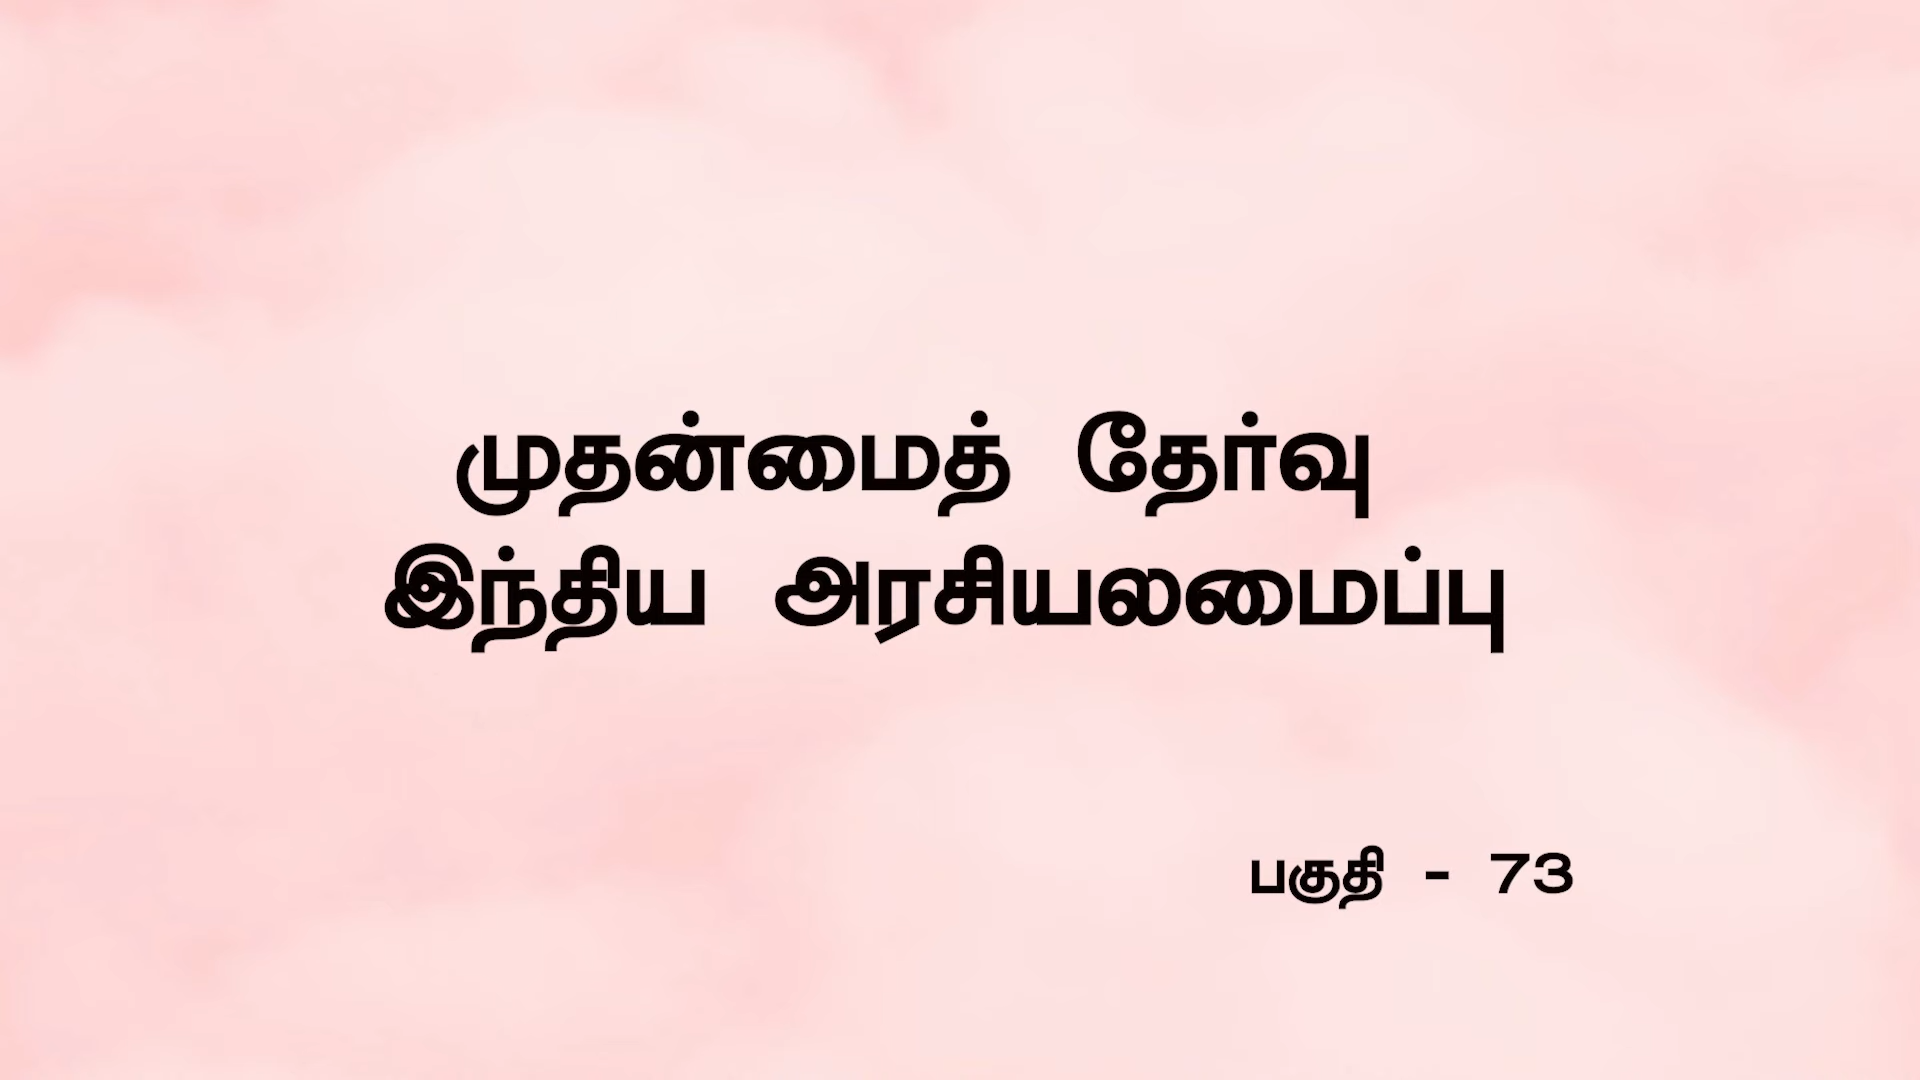 முதன்மைத் தேர்வு
இந்திய அரசியலமைப்பு
பகுதி - 73